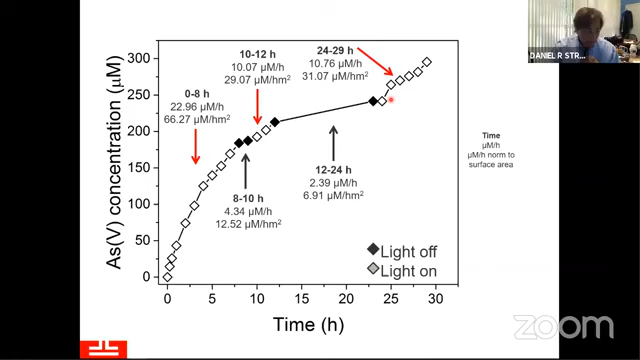 DANIEL R STR...
As(V) concentration (µM)
300
250
200
150
100
50
0
0-8 h
22.96 µM/h
66.27 µM/hm²
10-12 h
10.07 µM/h
29.07 µM/hm²
24-29 h
10.76 µM/h
31.07 µM/hm²
8-10 h
4.34 µM/h
12.52 µM/hm²
12-24 h
2.39 µM/h
6.91 µM/hm²
Light off
Light on
0
5
10
15
20
25
30
Time (h)
Time
µM/h
µM/h norm to
surface area
zoom